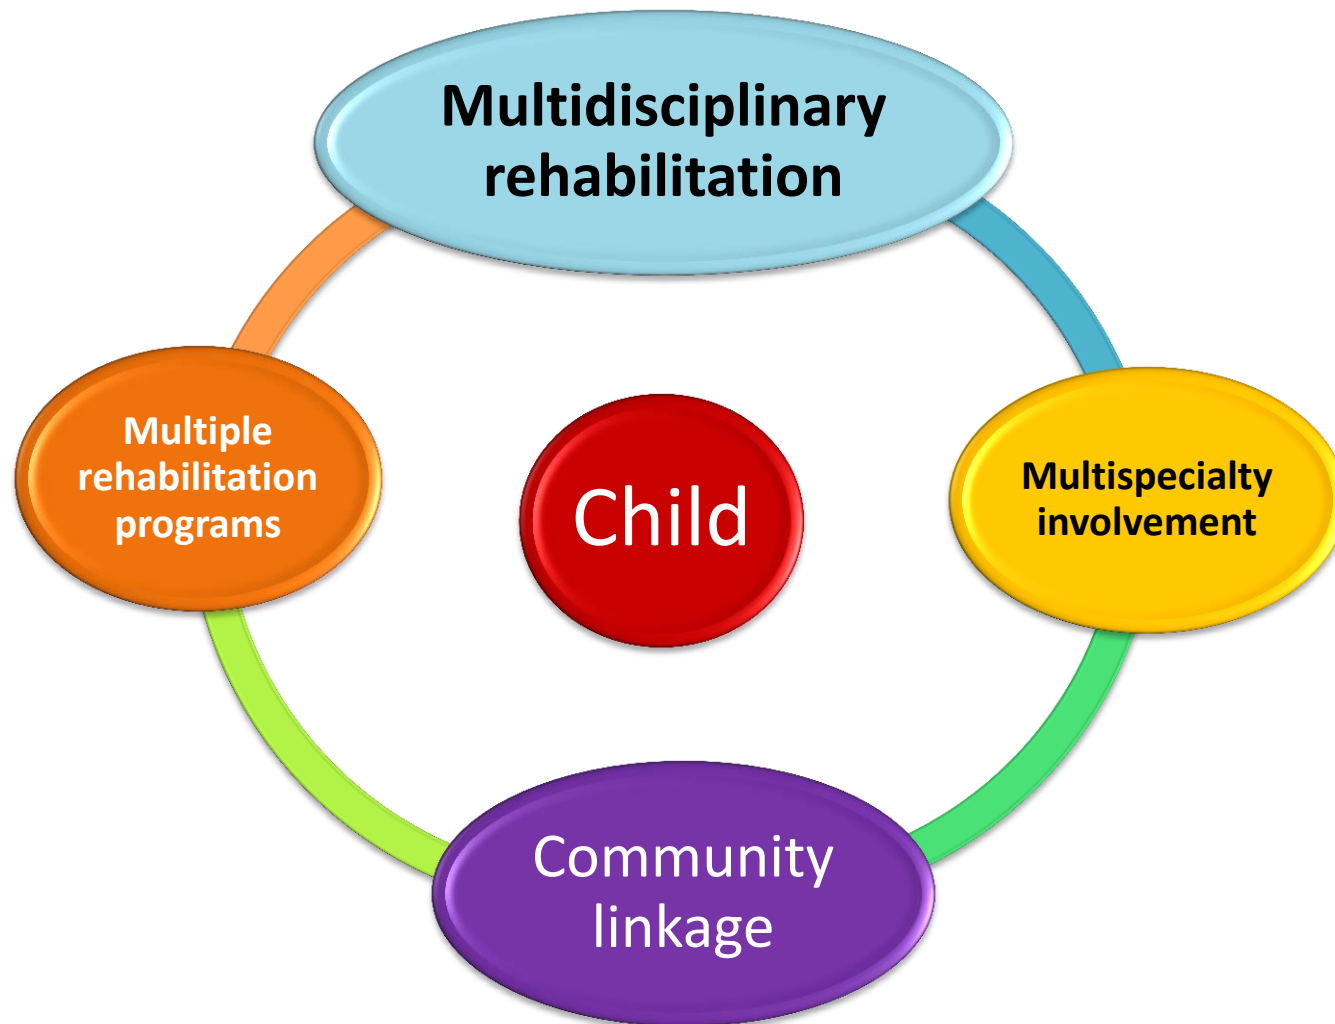 Multidisciplinary
rehabilitation
Multiple
rehabilitation
programs
Child
Multispecialty
involvement
Community
linkage